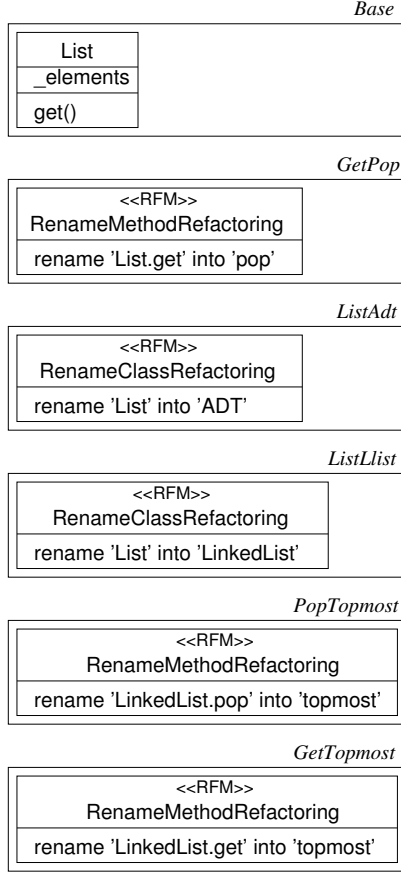 Base
List
_elements
get()
GetPop
<<RFM>>
RenameMethodRefactoring
rename 'List.get' into 'pop'
ListAdt
<<RFM>>
RenameClassRefactoring
rename 'List' into 'ADT'
ListLlist
<<RFM>>
RenameClassRefactoring
rename 'List' into 'LinkedList'
PopTopmost
<<RFM>>
RenameMethodRefactoring
rename 'LinkedList.pop' into 'topmost'
GetTopmost
<<RFM>>
RenameMethodRefactoring
rename 'LinkedList.get' into 'topmost'